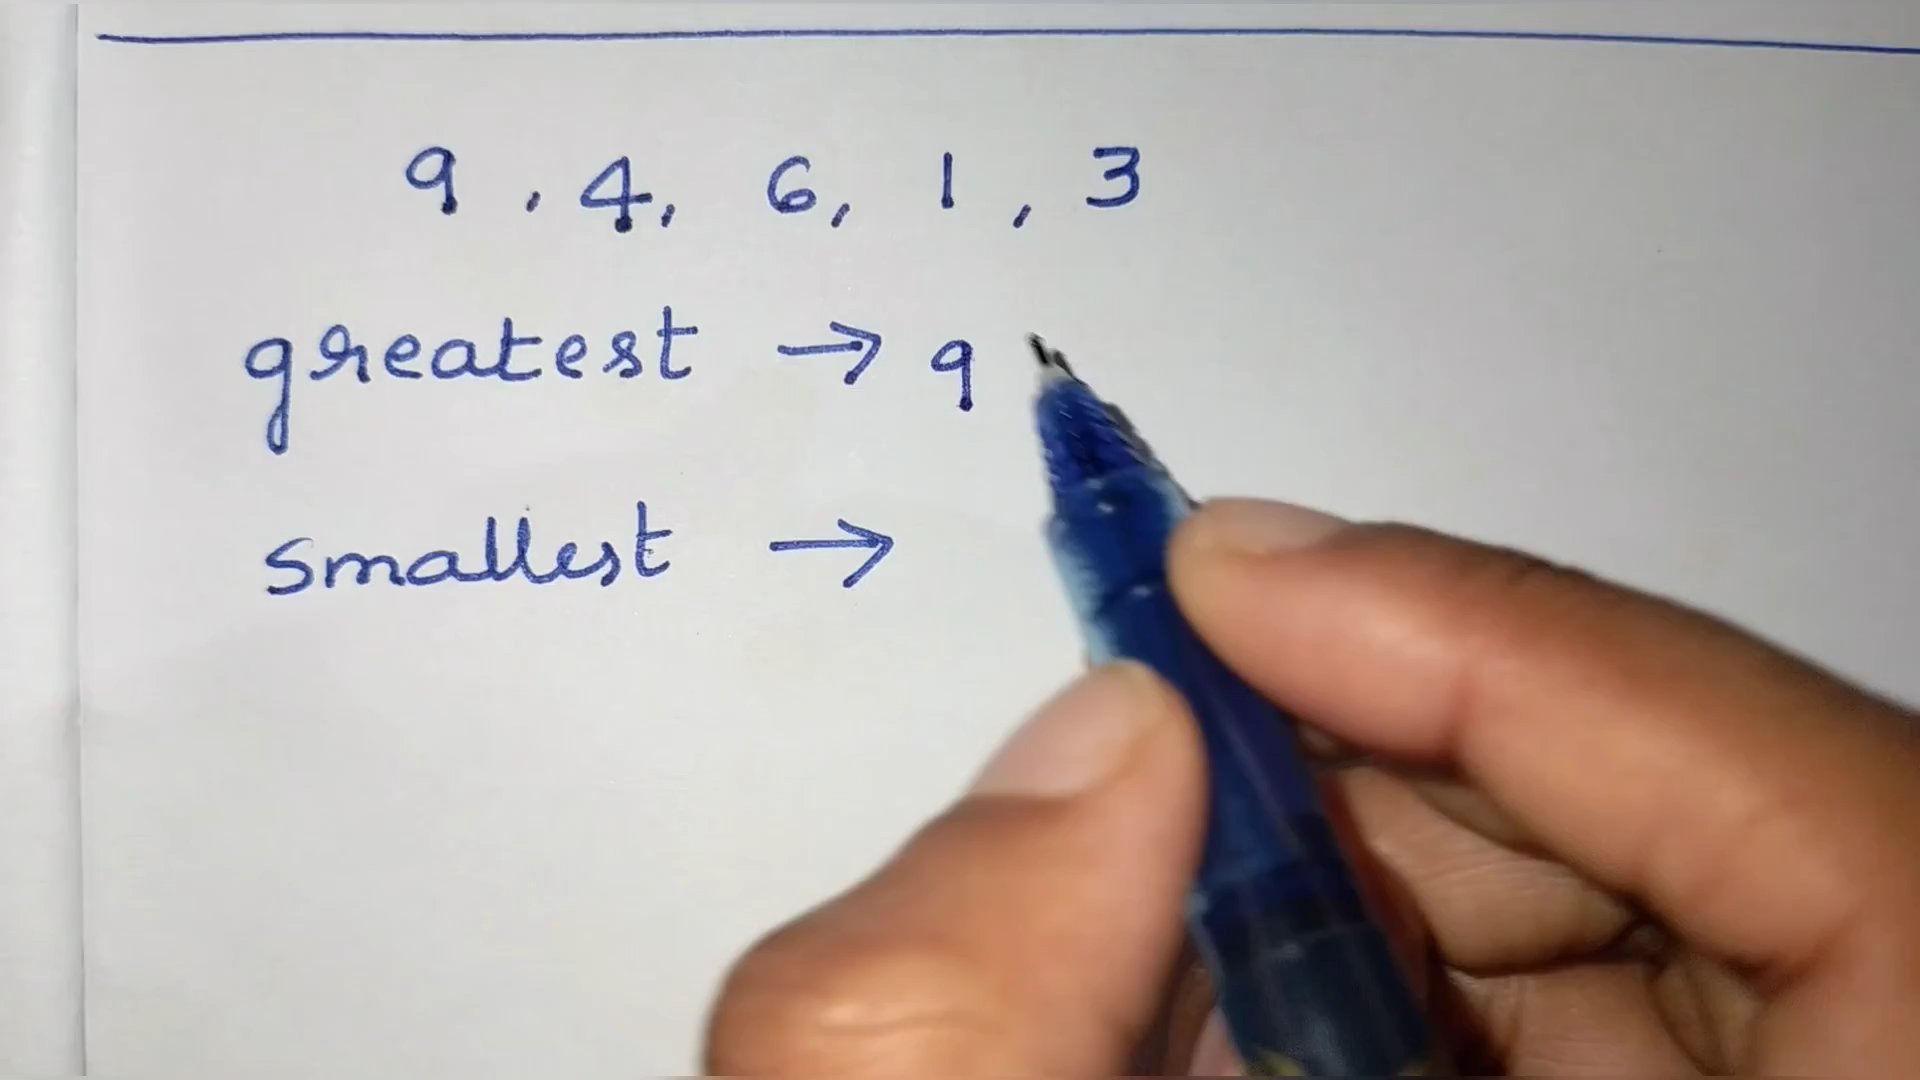 9 , 4, 6, 1 , 3
greatest → 9
smallest →